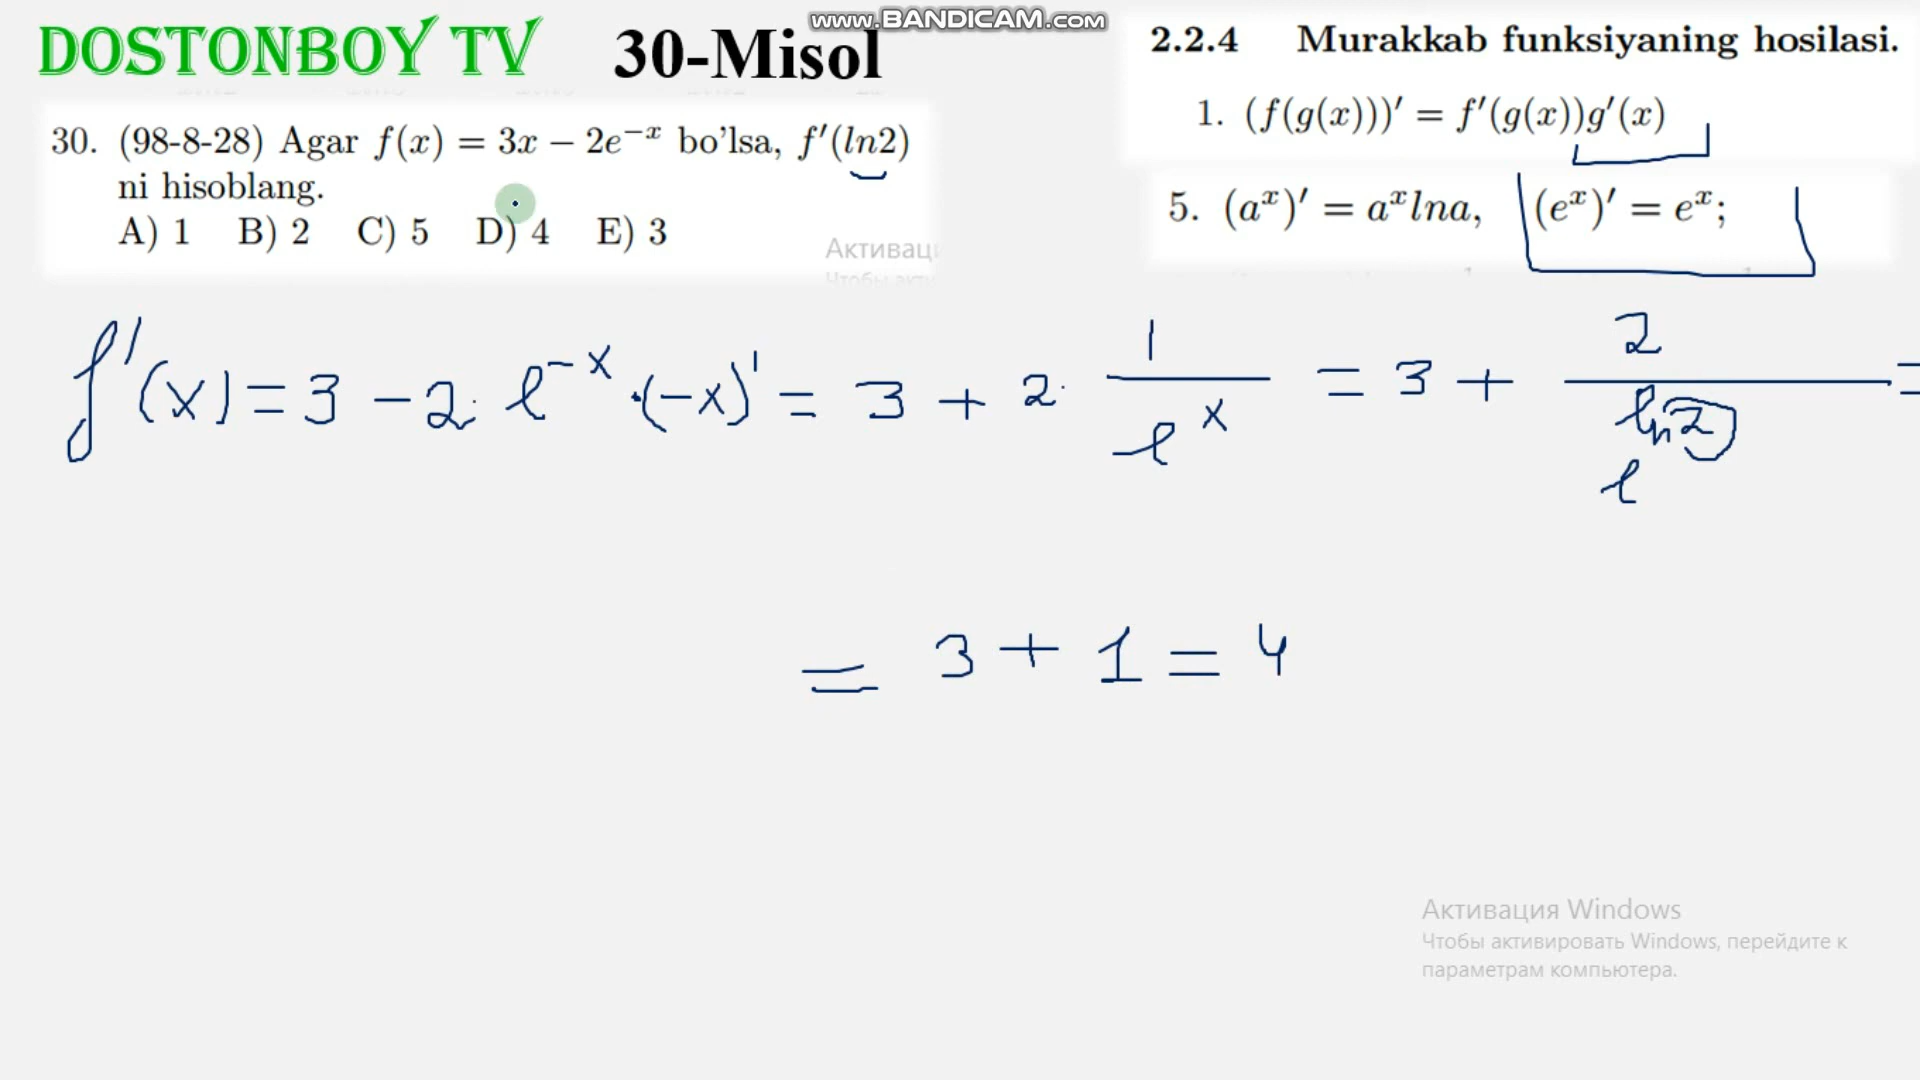 www.BANDICAM.com
DOSTONBOY TV
30-Misol
30. (98-8-28) Agar f(x) = 3x − 2e^{−x} bo'lsa, f'(ln2)
ni hisoblang.
A) 1 B) 2 C) 5 D) 4 E) 3
2.2.4 Murakkab funksiyaning hosilasi.
1. (f(g(x)))' = f'(g(x))g'(x)
5. (a^x)' = a^x lna, (e^x)' = e^x;
f'(x) = 3 − 2 · e^{−x} · (−x)' = 3 + 2 · 1/e^x = 3 + 2/e^{ln2} =
= 3 + 1 = 4
Активация Windows
Чтобы активировать Windows, перейдите к
параметрам компьютера.